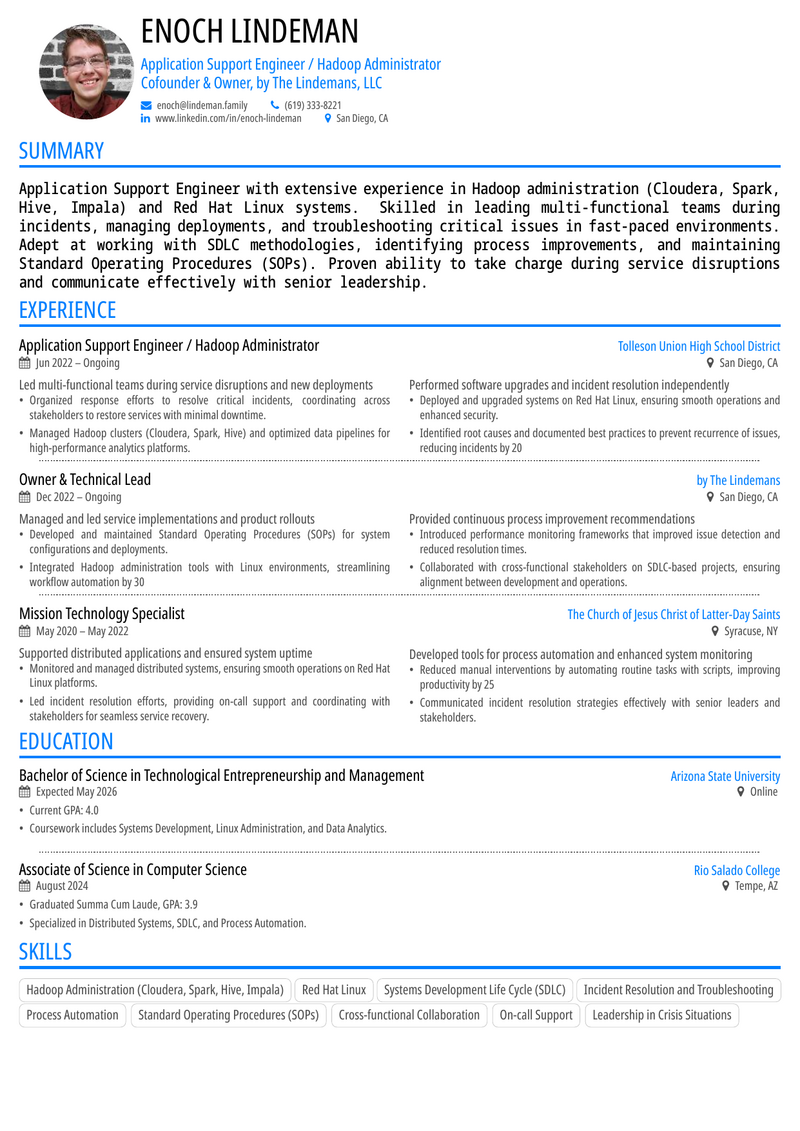 ENOCH LINDEMAN
Application Support Engineer / Hadoop Administrator
Cofounder & Owner, by The Lindemans, LLC
enoch@lindeman.family (619) 333-8221
www.linkedin.com/in/enoch-lindeman San Diego, CA
SUMMARY
Application Support Engineer with extensive experience in Hadoop administration (Cloudera, Spark,
Hive, Impala) and Red Hat Linux systems. Skilled in leading multi-functional teams during
incidents, managing deployments, and troubleshooting critical issues in fast-paced environments.
Adept at working with SDLC methodologies, identifying process improvements, and maintaining
Standard Operating Procedures (SOPs). Proven ability to take charge during service disruptions
and communicate effectively with senior leadership.
EXPERIENCE
Application Support Engineer / Hadoop Administrator Tolleson Union High School District
Jun 2022 – Ongoing San Diego, CA
Led multi-functional teams during service disruptions and new deployments
• Organized response efforts to resolve critical incidents, coordinating across
stakeholders to restore services with minimal downtime.
• Managed Hadoop clusters (Cloudera, Spark, Hive) and optimized data pipelines for
high-performance analytics platforms.
Performed software upgrades and incident resolution independently
• Deployed and upgraded systems on Red Hat Linux, ensuring smooth operations and
enhanced security.
• Identified root causes and documented best practices to prevent recurrence of issues,
reducing incidents by 20
Owner & Technical Lead by The Lindemans
Dec 2022 – Ongoing San Diego, CA
Managed and led service implementations and product rollouts
• Developed and maintained Standard Operating Procedures (SOPs) for system
configurations and deployments.
• Integrated Hadoop administration tools with Linux environments, streamlining
workflow automation by 30
Provided continuous process improvement recommendations
• Introduced performance monitoring frameworks that improved issue detection and
reduced resolution times.
• Collaborated with cross-functional stakeholders on SDLC-based projects, ensuring
alignment between development and operations.
Mission Technology Specialist The Church of Jesus Christ of Latter-Day Saints
May 2020 – May 2022 Syracuse, NY
Supported distributed applications and ensured system uptime
• Monitored and managed distributed systems, ensuring smooth operations on Red Hat
Linux platforms.
• Led incident resolution efforts, providing on-call support and coordinating with
stakeholders for seamless service recovery.
Developed tools for process automation and enhanced system monitoring
• Reduced manual interventions by automating routine tasks with scripts, improving
productivity by 25
• Communicated incident resolution strategies effectively with senior leaders and
stakeholders.
EDUCATION
Bachelor of Science in Technological Entrepreneurship and Management Arizona State University
Expected May 2026 Online
• Current GPA: 4.0
• Coursework includes Systems Development, Linux Administration, and Data Analytics.
Associate of Science in Computer Science Rio Salado College
August 2024 Tempe, AZ
• Graduated Summa Cum Laude, GPA: 3.9
• Specialized in Distributed Systems, SDLC, and Process Automation.
SKILLS
Hadoop Administration (Cloudera, Spark, Hive, Impala) Red Hat Linux Systems Development Life Cycle (SDLC) Incident Resolution and Troubleshooting
Process Automation Standard Operating Procedures (SOPs) Cross-functional Collaboration On-call Support Leadership in Crisis Situations